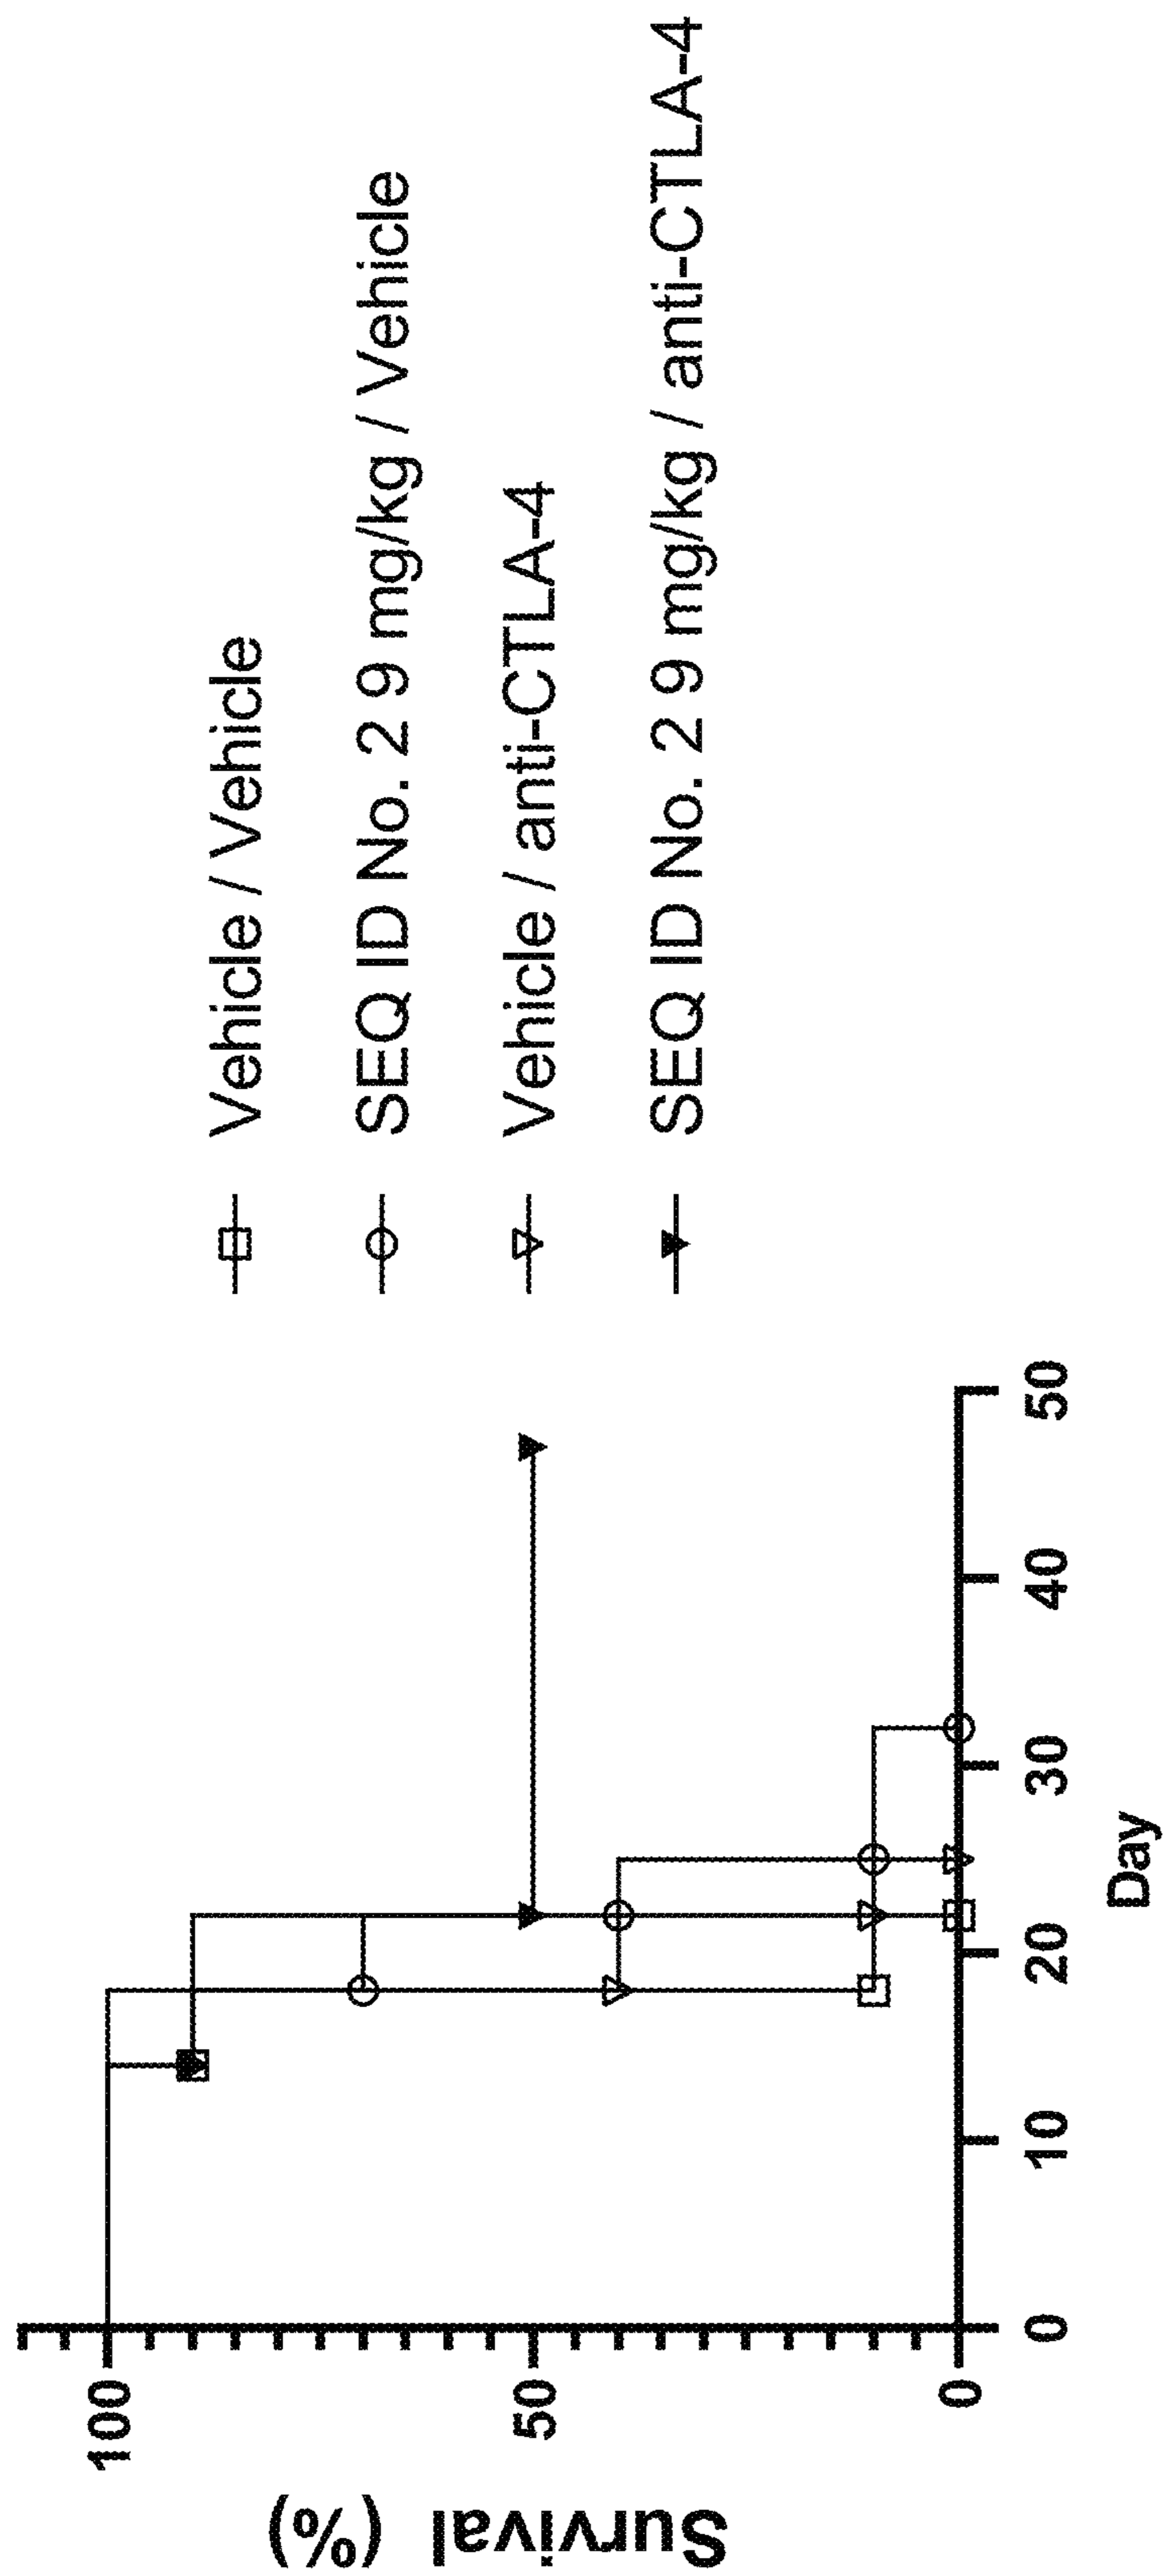 Survival (%)
100
50
0
0
10
20
30
40
50
Day
Vehicle / Vehicle
SEQ ID No. 2 9 mg/kg / Vehicle
Vehicle / anti-CTLA-4
SEQ ID No. 2 9 mg/kg / anti-CTLA-4